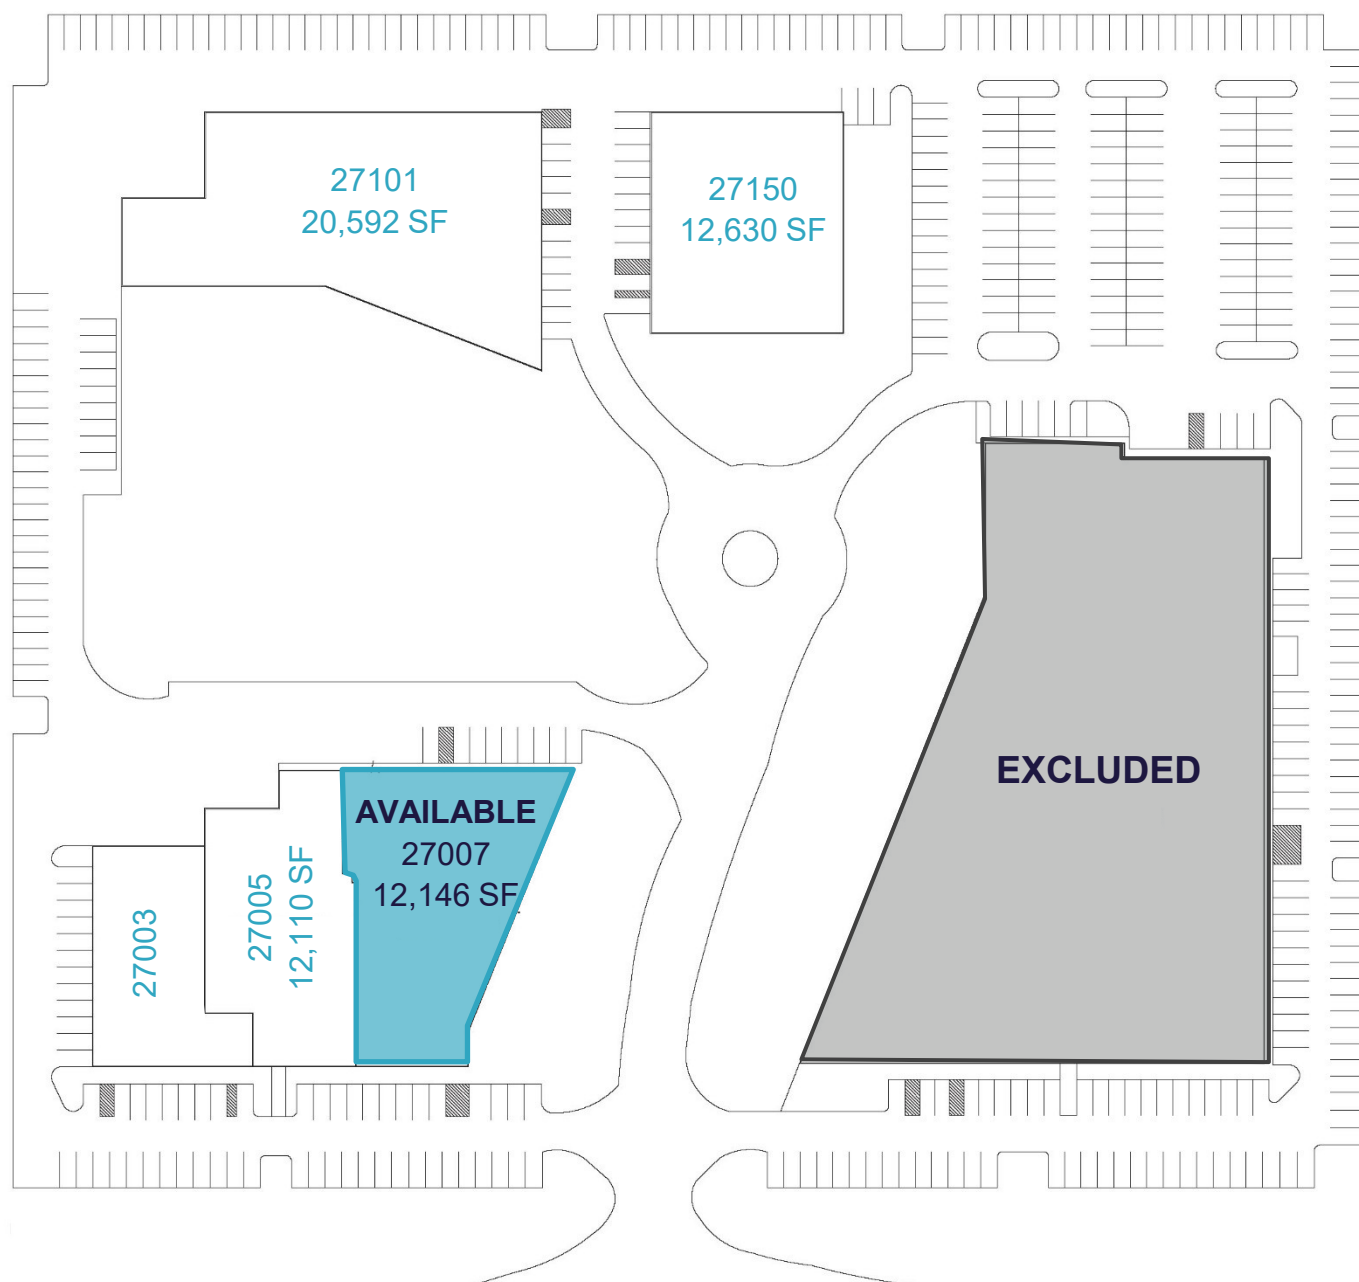 27101
20,592 SF
27150
12,630 SF
EXCLUDED
AVAILABLE
27007
12,146 SF
27005
12,110 SF
27003